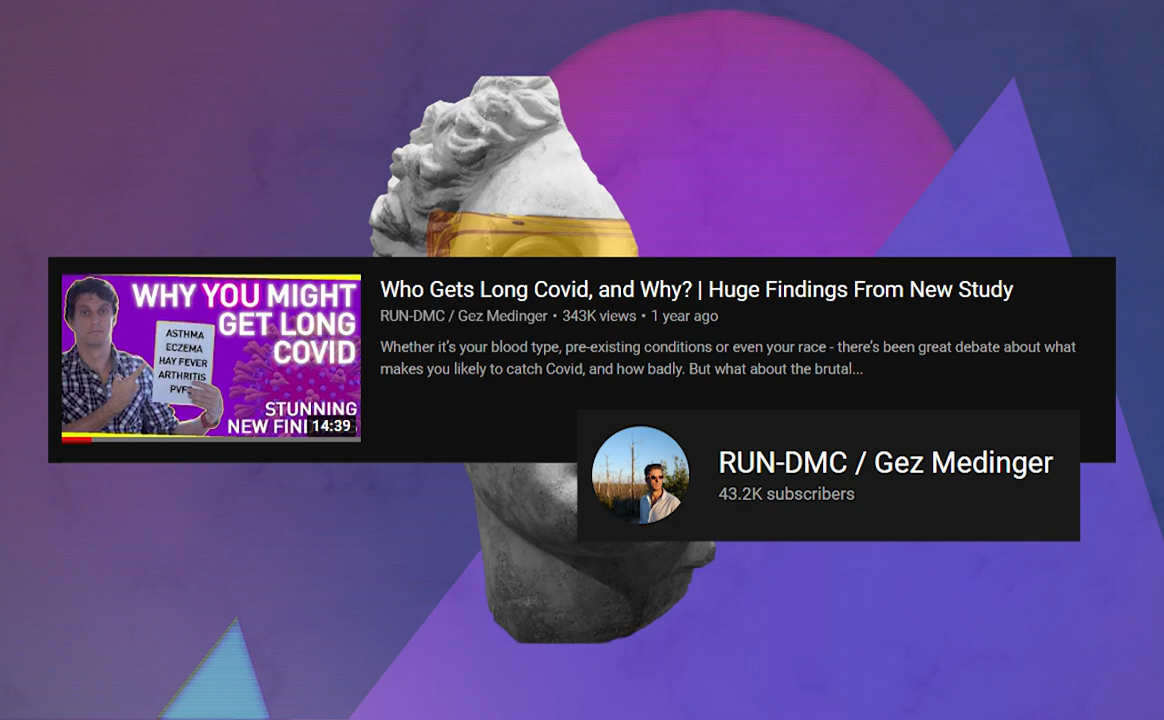 WHY YOU MIGHT
GET LONG
COVID
ASTHMA
ECZEMA
HAY FEVER
ARTHRITIS
STUNNING
NEW FINI
14:39
Who Gets Long Covid, and Why? | Huge Findings From New Study
RUN-DMC / Gez Medinger • 343K views • 1 year ago
Whether it's your blood type, pre-existing conditions or even your race - there's been great debate about what
makes you likely to catch Covid, and how badly. But what about the brutal...
RUN-DMC / Gez Medinger
43.2K subscribers